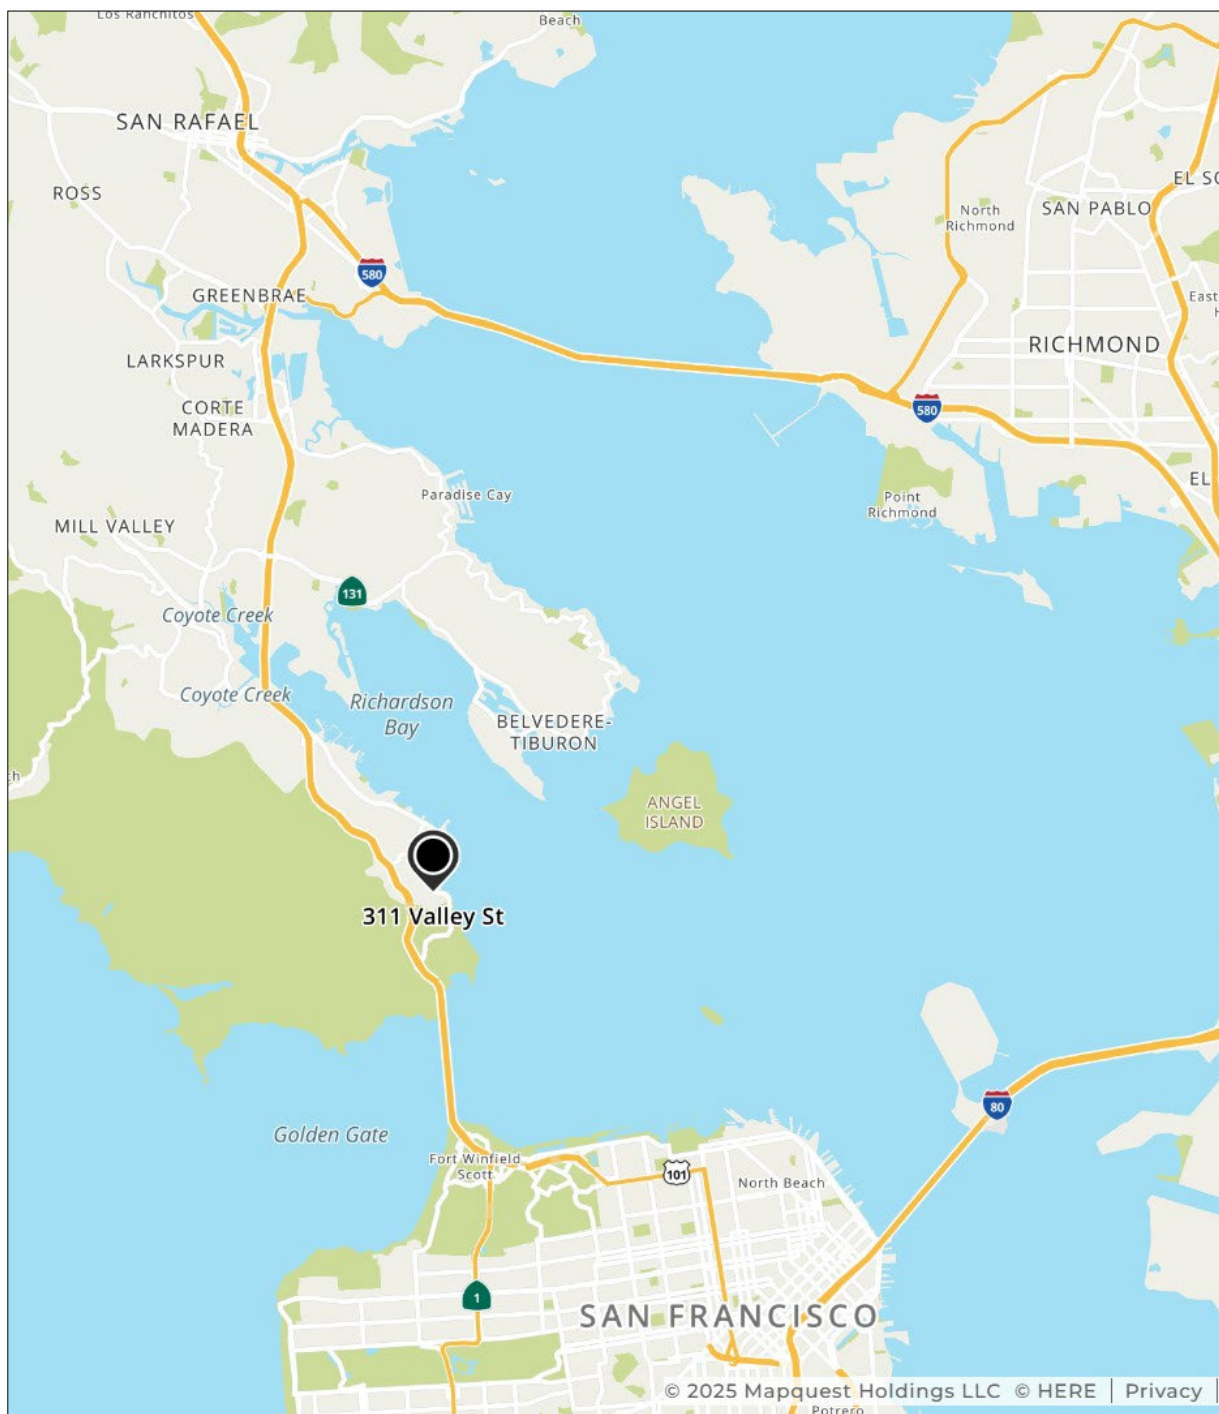 Los Ranchitos
Beach
SAN RAFAEL
ROSS
EL SO
North
Richmond
SAN PABLO
580
GREENBRAE
East
H
RICHMOND
LARKSPUR
CORTE
MADERA
580
EL
Paradise Cay
Point
Richmond
MILL VALLEY
131
Coyote Creek
Coyote Creek
Richardson
Bay
BELVEDERE-
TIBURON
ch
ANGEL
ISLAND
311 Valley St
80
Golden Gate
Fort Winfield
Scott
101
North Beach
1
SAN FRANCISCO
© 2025 Mapquest Holdings LLC © HERE | Privacy |
Potrero